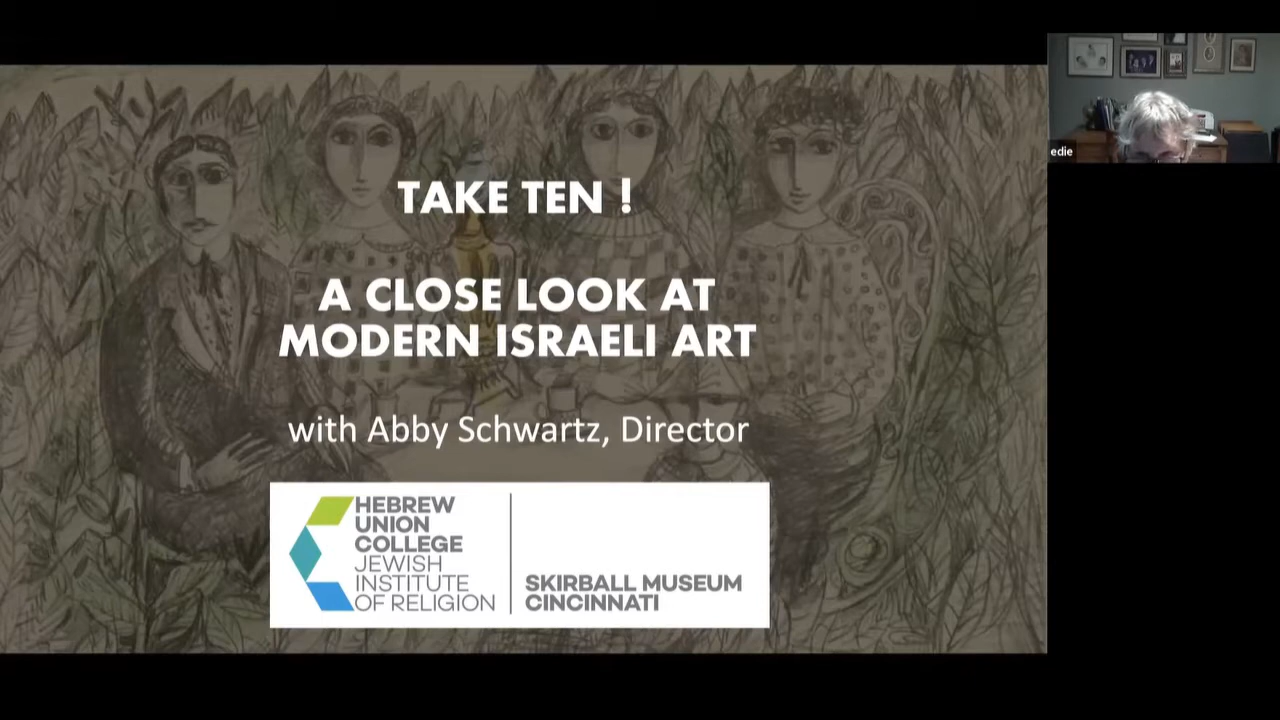 TAKE TEN !
A CLOSE LOOK AT
MODERN ISRAELI ART
with Abby Schwartz, Director
HEBREW
UNION
COLLEGE
JEWISH
INSTITUTE
OF RELIGION
SKIRBALL MUSEUM
CINCINNATI
edie